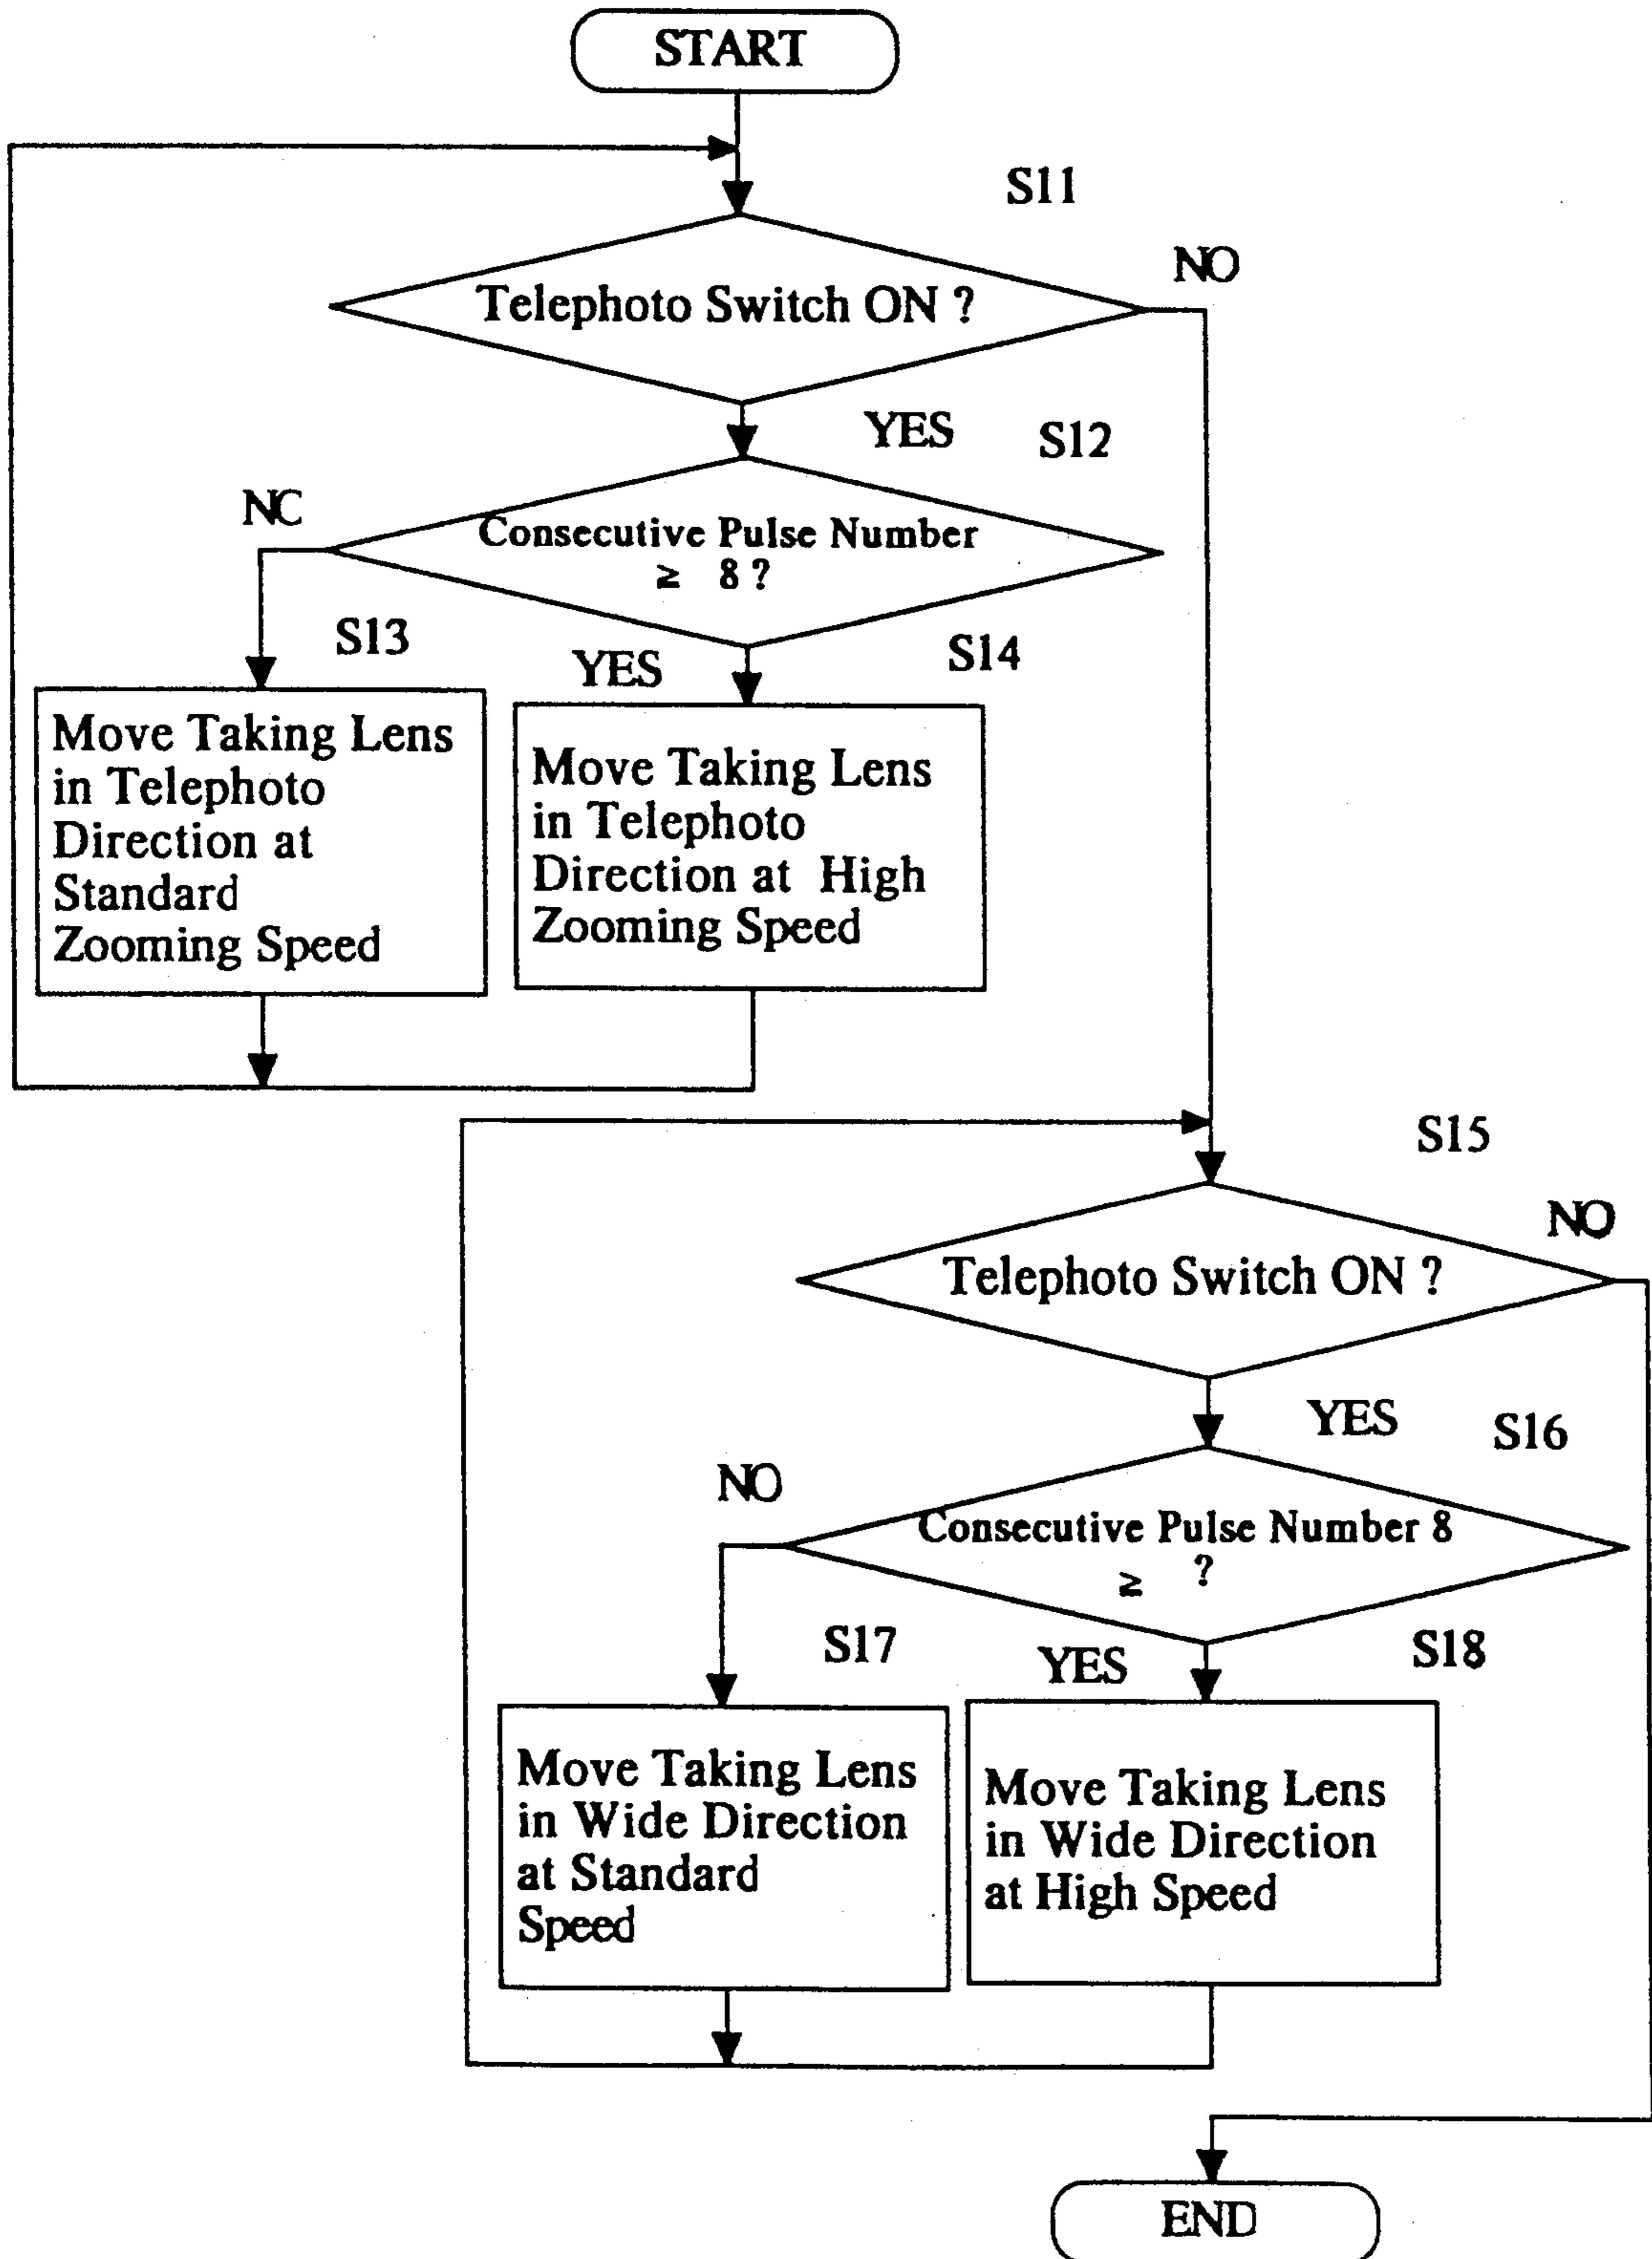 START
S11
NO
Telephoto Switch ON ?
YES
S12
NC
Consecutive Pulse Number
≥ 8 ?
S13
YES
S14
Move Taking Lens
in Telephoto
Direction at
Standard
Zooming Speed
Move Taking Lens
in Telephoto
Direction at High
Zooming Speed
S15
NO
Telephoto Switch ON ?
YES
S16
NO
Consecutive Pulse Number 8
≥ ?
S17
YES
S18
Move Taking Lens
in Wide Direction
at Standard
Speed
Move Taking Lens
in Wide Direction
at High Speed
END